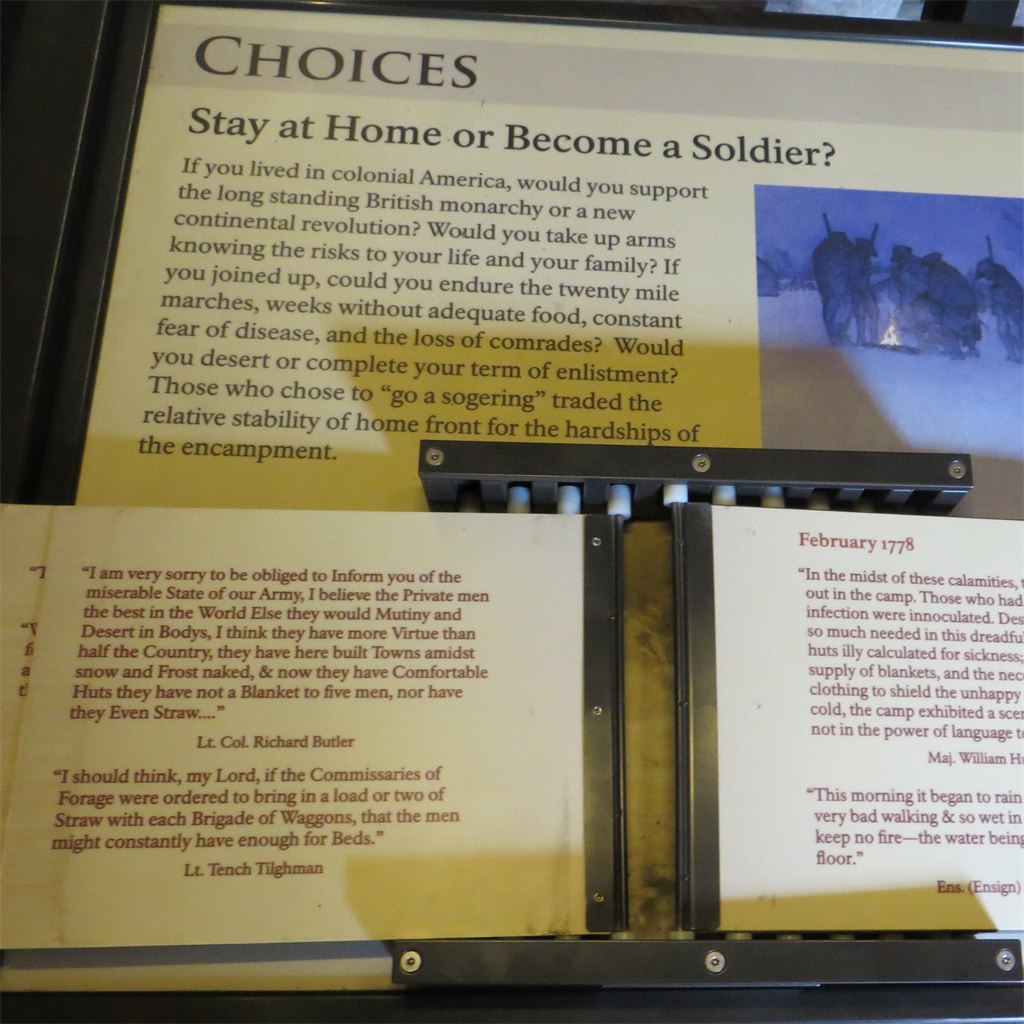 CHOICES
Stay at Home or Become a Soldier?
If you lived in colonial America, would you support
the long standing British monarchy or a new
continental revolution? Would you take up arms
knowing the risks to your life and your family? If
you joined up, could you endure the twenty mile
marches, weeks without adequate food, constant
fear of disease, and the loss of comrades? Would
you desert or complete your term of enlistment?
Those who chose to “go a sogering” traded the
relative stability of home front for the hardships of
the encampment.
“I am very sorry to be obliged to Inform you of the
miserable State of our Army, I believe the Private men
the best in the World Else they would Mutiny and
Desert in Bodys, I think they have more Virtue than
half the Country, they have here built Towns amidst
snow and Frost naked, & now they have Comfortable
Huts they have not a Blanket to five men, nor have
they Even Straw....”
Lt. Col. Richard Butler
“I should think, my Lord, if the Commissaries of
Forage were ordered to bring in a load or two of
Straw with each Brigade of Waggons, that the men
might constantly have enough for Beds.”
Lt. Tench Tilghman
February 1778
“In the midst of these calamities,
out in the camp. Those who had
infection were innoculated. Des
so much needed in this dreadfu
huts illy calculated for sickness;
supply of blankets, and the nec
clothing to shield the unhappy
cold, the camp exhibited a scen
not in the power of language to
Maj. William Hu
“This morning it began to rain
very bad walking & so wet in
keep no fire—the water being
floor.”
Ens. (Ensign)